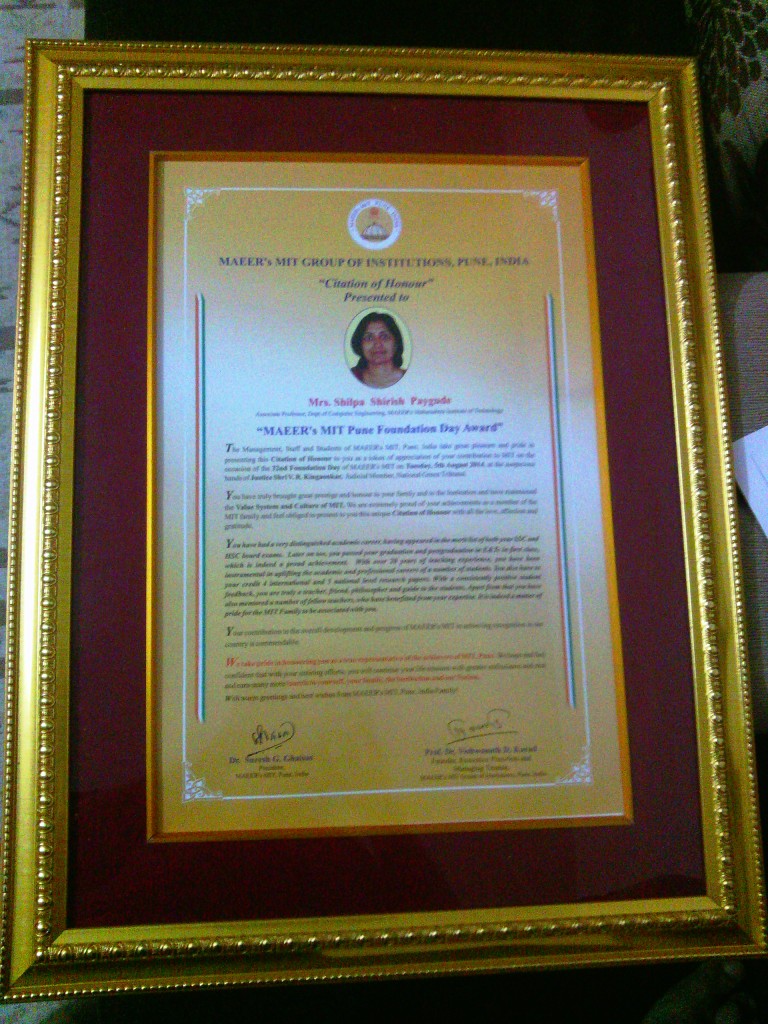 MAEER's MIT GROUP OF INSTITUTIONS, PUNE, INDIA
"Citation of Honour"
Presented to
Mrs. Shilpa Shirish Paygude
Associate Professor, Dept of Computer Engineering, MAEER's Maharashtra Institute of Technology
"MAEER's MIT Pune Foundation Day Award"
The Management, Staff and Students of MAEER's MIT, Pune, India take great pleasure and pride in
presenting this Citation of Honour to you as a token of appreciation of your contribution to MIT on the
occasion of the 32nd Foundation Day of MAEER's MIT on Tuesday, 5th August 2014, at the auspicious
hands of Justice Shri V. R. Kingaonkar, Judicial Member, National Green Tribunal.
You have truly brought great prestige and honour to your family and to the Institution and have maintained
the Value System and Culture of MIT. We are extremely proud of your achievements as a member of the
MIT family and feel obliged to present to you this unique Citation of Honour with all the love, affection and
gratitude.
You have had a very distinguished academic career, having appeared in the merit list of both your SSC and
HSC board exams. Later on too, you passed your graduation and postgraduation in first class,
which is indeed a proud achievement. With over 20 years of teaching experience, you have been
instrumental in uplifting the academic and professional careers of a number of students. You also have to
your credit 4 international and 5 national level research papers. With a consistently positive student
feedback, you are truly a teacher, friend, philosopher and guide to the students. Apart from that you have
also mentored a number of fellow teachers, who have benefitted from your expertise. It is indeed a matter of
pride for the MIT Family to be associated with you.
Your contribution to the overall development and progress of MAEER's MIT in achieving recognition in our
country is commendable.
We take pride in honouring you as a true representative of the achievers of MIT, Pune. We hope and feel
confident that with your untiring efforts, you will continue your with greater enthusiasm and zeal
and earn many more laurels to yourself, your family, the Institution and our Nation.
With warm greetings and best wishes from MAEER's MIT, Pune, India Family!
Dr. Suresh G. Ghaisas
President,
MAEER's MIT, Pune, India
Prof. Dr. Vishwanath D. Karad
Founder, Executive President and
Managing Trustee,
MAEER's MIT Group of Institutions, Pune, India